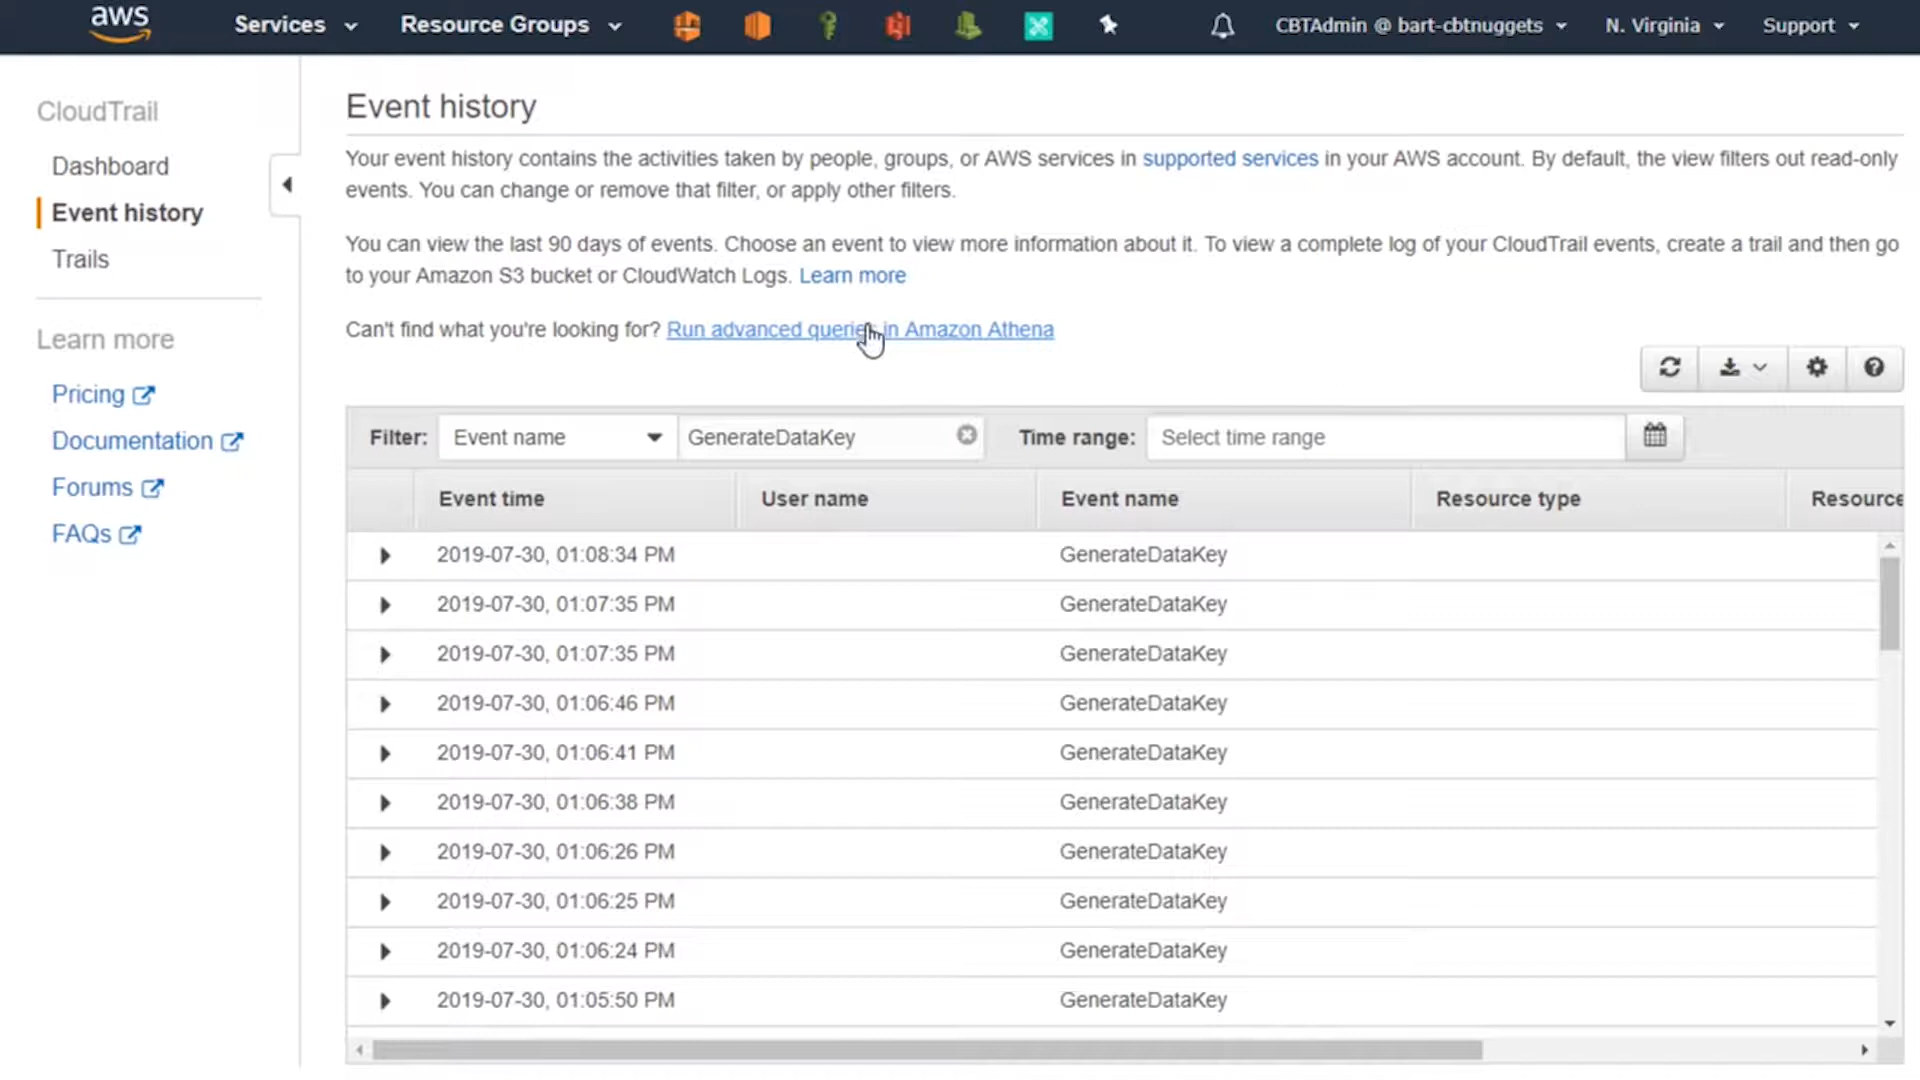 aws Services Resource Groups CBTAdmin @ bart-cbtnuggets N. Virginia Support
CloudTrail
Dashboard
Event history
Trails
Learn more
Pricing
Documentation
Forums
FAQs
Event history
Your event history contains the activities taken by people, groups, or AWS services in supported services in your AWS account. By default, the view filters out read-only
events. You can change or remove that filter, or apply other filters.
You can view the last 90 days of events. Choose an event to view more information about it. To view a complete log of your CloudTrail events, create a trail and then go
to your Amazon S3 bucket or CloudWatch Logs. Learn more
Can't find what you're looking for? Run advanced queries in Amazon Athena
Filter: Event name GenerateDataKey Time range: Select time range
Event time User name Event name Resource type Resource
2019-07-30, 01:08:34 PM GenerateDataKey
2019-07-30, 01:07:35 PM GenerateDataKey
2019-07-30, 01:07:35 PM GenerateDataKey
2019-07-30, 01:06:46 PM GenerateDataKey
2019-07-30, 01:06:41 PM GenerateDataKey
2019-07-30, 01:06:38 PM GenerateDataKey
2019-07-30, 01:06:26 PM GenerateDataKey
2019-07-30, 01:06:25 PM GenerateDataKey
2019-07-30, 01:06:24 PM GenerateDataKey
2019-07-30, 01:05:50 PM GenerateDataKey